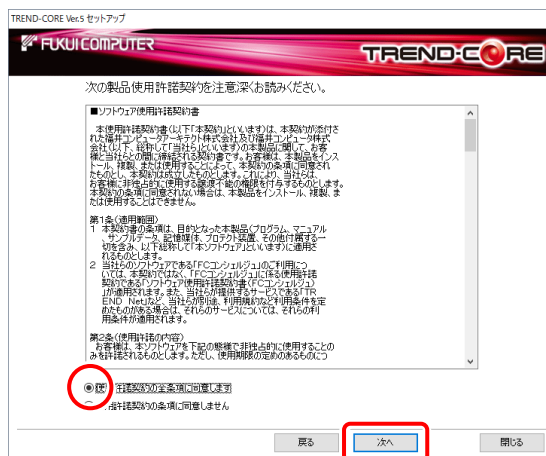 TREND-CORE Ver.5 セットアップ
FUKUI COMPUTER
TREND-CORE
次の製品使用許諾契約を注意深くお読みください。
■ソフトウェア使用許諾契約書
本使用許諾契約書(以下「本契約」といいます)は、本契約が添付さ
れた福井コンピュータアーキテクト株式会社及び福井コンピュータ株式
会社(以下、総称して「当社ら」といいます)の本製品に関して、お客
様と当社らとの間に締結される契約書です。お客様は、本製品をインス
トール、複製、または使用することによって、本契約の条項に同意され
たものとし、本契約は成立したものとします。これにより、当社らは、
お客様に非独占的に使用する譲渡不能の権限を付与するものとします。
本契約の条項に同意されない場合は、本製品をインストール、複製、ま
たは使用することはできません。
第1条(適用範囲)
1 本契約書の条項は、目的となった本製品(プログラム、マニュアル
、サンプルデータ、記憶媒体、プロテクト装置、その他付属する一
切を含み、以下総称して「本ソフトウェア」といいます)に適用さ
れるものとします。
2 当社らのソフトウェアである「FCコンシェルジュ」のご利用につ
いては、本契約ではなく、「FCコンシェルジュ」に係る使用許諾
契約である「ソフトウェア使用許諾契約書(FCコンシェルジュ)
」が適用されます。また、当社らが提供するサービスである「TR
END Net」など、当社らが別途、利用規約など利用条件を定
めたものがある場合は、それらのサービスについては、それらの利
用条件が適用されます。
第2条(使用許諾の内容)
お客様は、本ソフトウェアを下記の態様で非独占的に使用することの
みを許諾されるものとします。ただし、使用期限の定めのあるものにつ
使 許諾契約の全条項に同意します
許諾契約の条項に同意しません
戻る
次へ
閉じる